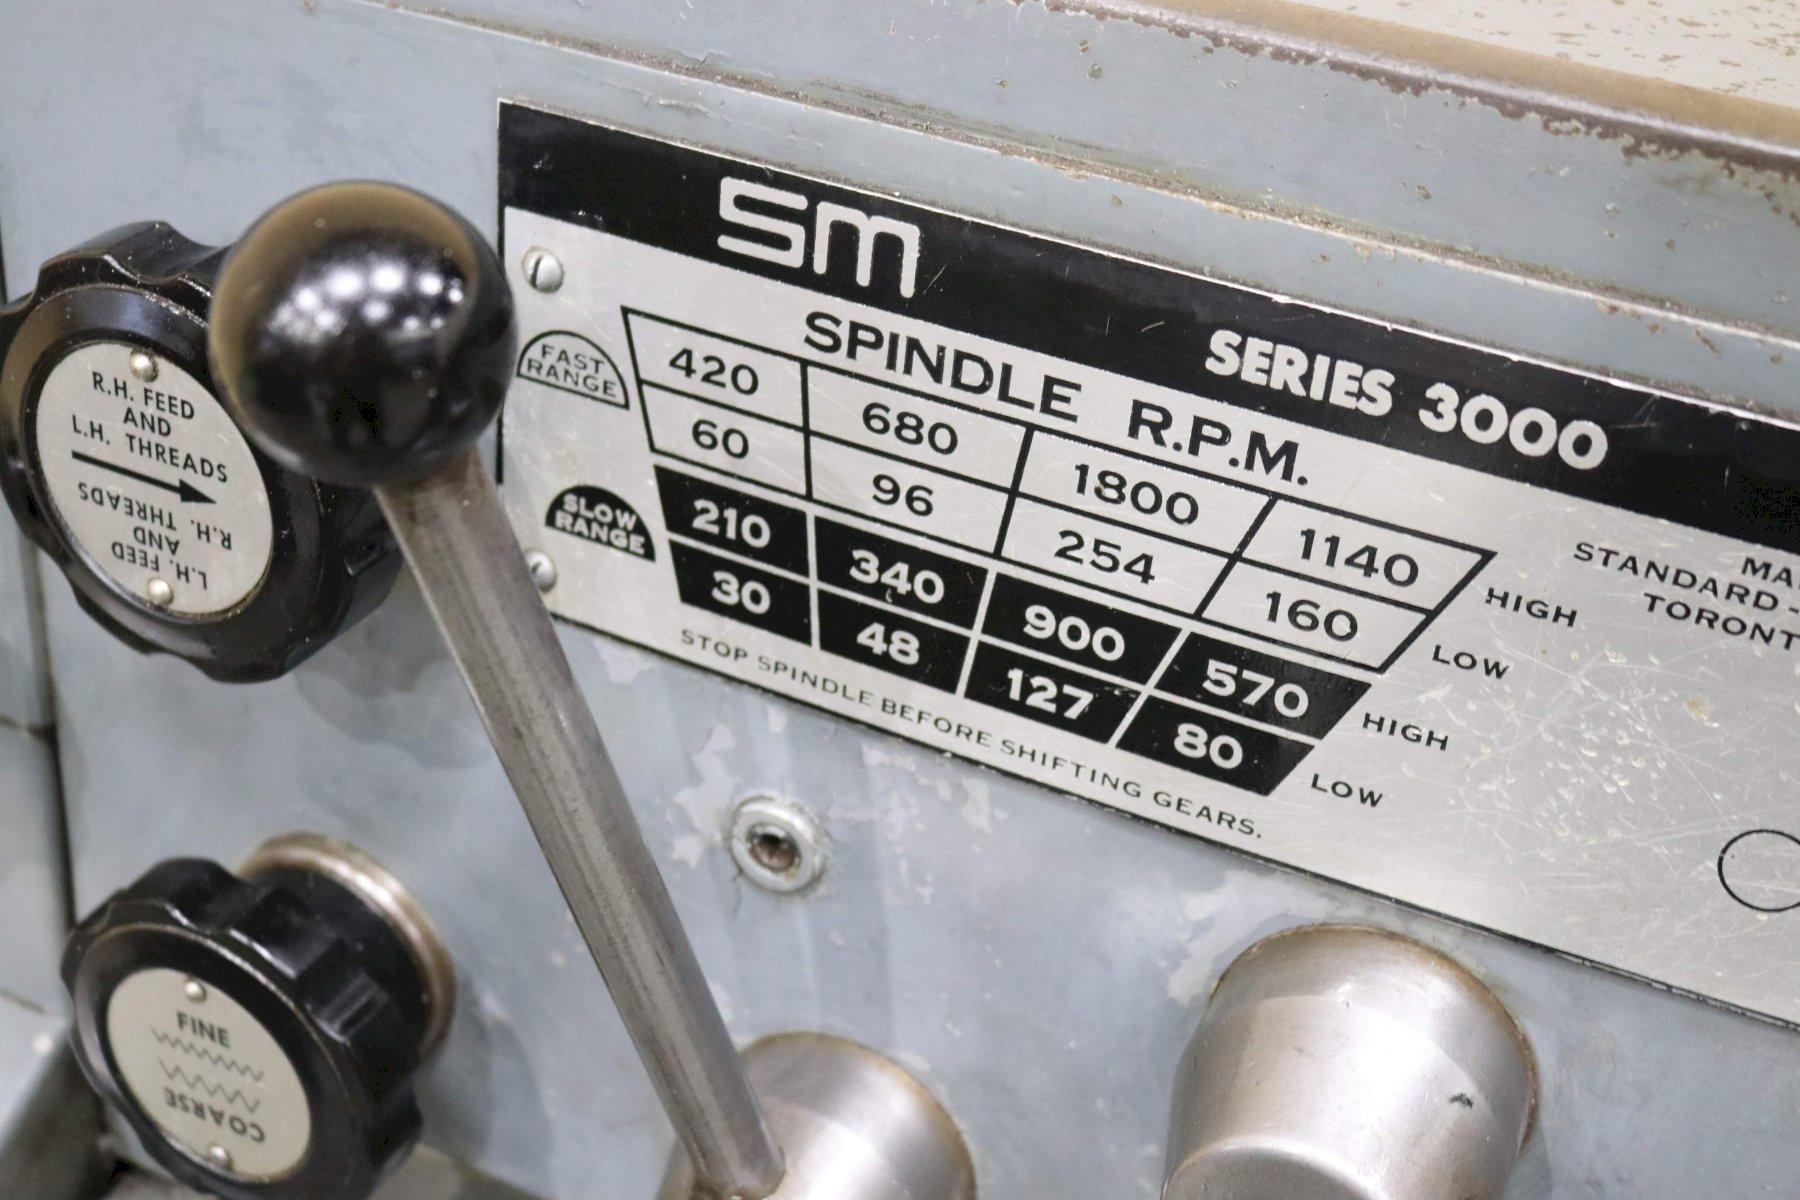 SM
SERIES 3000
SPINDLE R.P.M.
FAST RANGE
420 680 1800 1140 HIGH
60 96 254 160 LOW
SLOW RANGE
210 340 900 570 HIGH
30 48 127 80 LOW
STOP SPINDLE BEFORE SHIFTING GEARS.
STANDARD -
R.H. FEED
AND
L.H. THREADS
R.H. THREADS
AND
L.H. FEED
FINE
COARSE